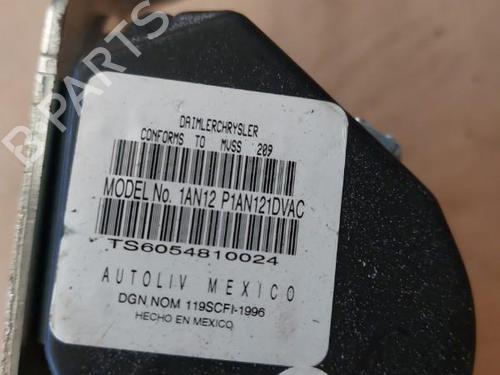 DAIMLERCHRYSLER
CONFORMS TO MVSS 209
MODEL No. 1AN12 P1AN121DVAC
TS6054810024
AUTOLIV MEXICO
DGN NOM 119SCFI-1996
HECHO EN MEXICO
B-PARTS